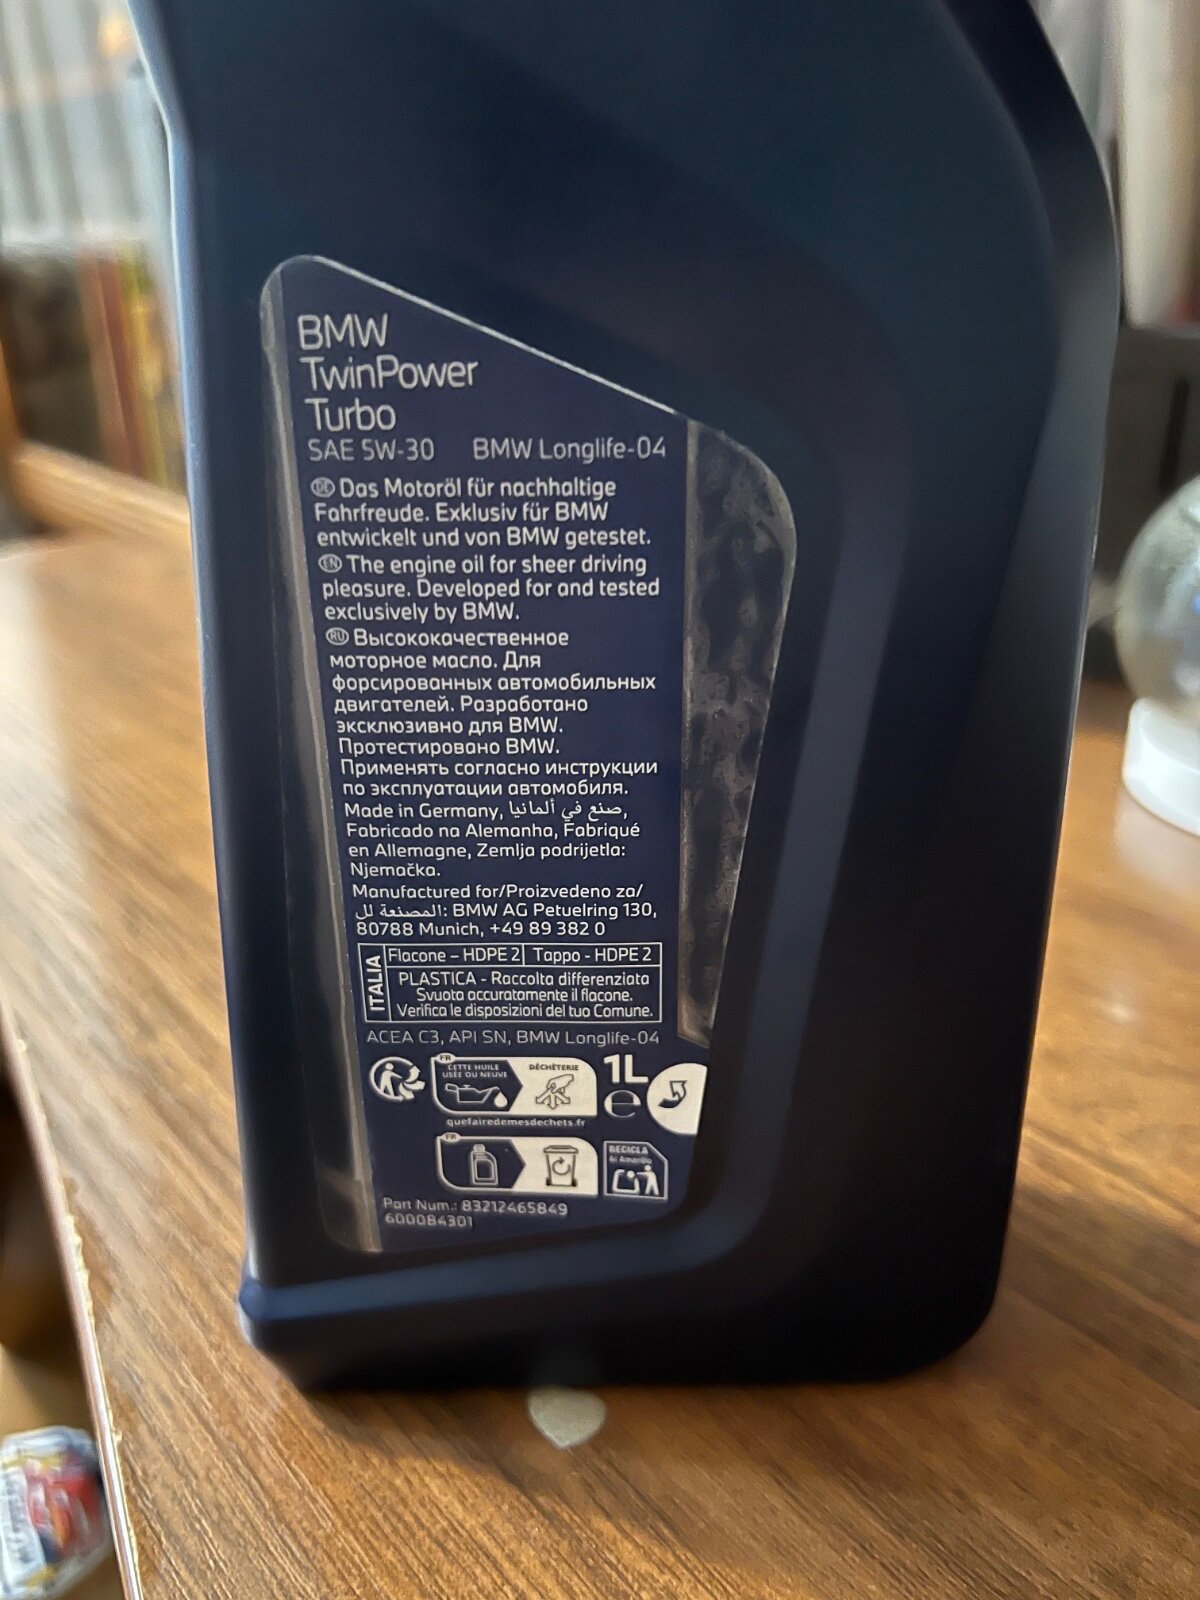 BMW
TwinPower
Turbo
SAE 5W-30 BMW Longlife-04
DE Das Motoröl für nachhaltige
Fahrfreude. Exklusiv für BMW
entwickelt und von BMW getestet.
EN The engine oil for sheer driving
pleasure. Developed for and tested
exclusively by BMW.
RU Высококачественное
моторное масло. Для
форсированных автомобильных
двигателей. Разработано
эксклюзивно для BMW.
Протестировано BMW.
Применять согласно инструкции
по эксплуатации автомобиля.
Made in Germany, صنع في ألمانيا,
Fabricado na Alemanha, Fabriqué
en Allemagne, Zemlja podrijetla:
Njemačka.
Manufactured for/Proizvedeno za/
المصنعة لل: BMW AG Petuelring 130,
80788 Munich, +49 89 382 0
ITALIA
Flacone – HDPE 2 Tappo - HDPE 2
PLASTICA - Raccolta differenziata
Svuota accuratamente il flacone.
Verifica le disposizioni del tuo Comune.
ACEA C3, API SN, BMW Longlife-04
FR
CETTE HUILE
USÉE OU NEUVE
DÉCHÈTERIE
1L
e
quefairedemesdechets.fr
FR
RECICLA
Al Amarillo
Part Num.: 83212465849
600084301